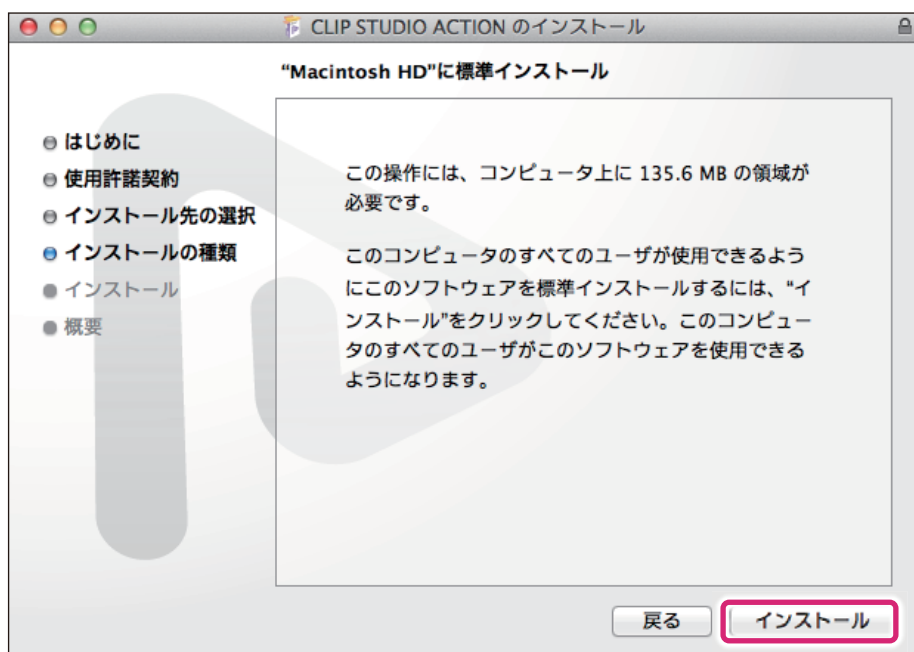 CLIP STUDIO ACTION のインストール
“Macintosh HD”に標準インストール
はじめに
使用許諾契約
インストール先の選択
インストールの種類
インストール
概要
この操作には、コンピュータ上に 135.6 MB の領域が
必要です。
このコンピュータのすべてのユーザが使用できるよう
にこのソフトウェアを標準インストールするには、“イ
ンストール”をクリックしてください。このコンピュー
タのすべてのユーザがこのソフトウェアを使用できる
ようになります。
戻る
インストール